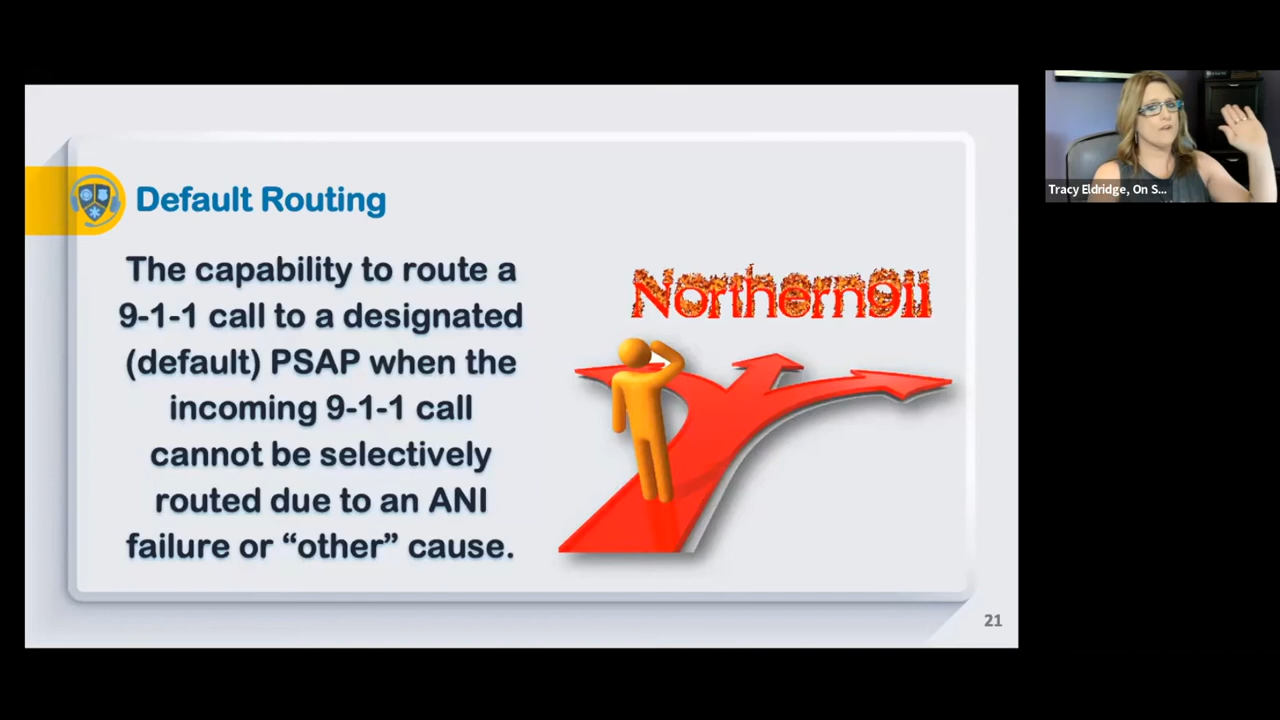 Default Routing
The capability to route a
9-1-1 call to a designated
(default) PSAP when the
incoming 9-1-1 call
cannot be selectively
routed due to an ANI
failure or “other” cause.
Northern911
21
Tracy Eldridge, On S...